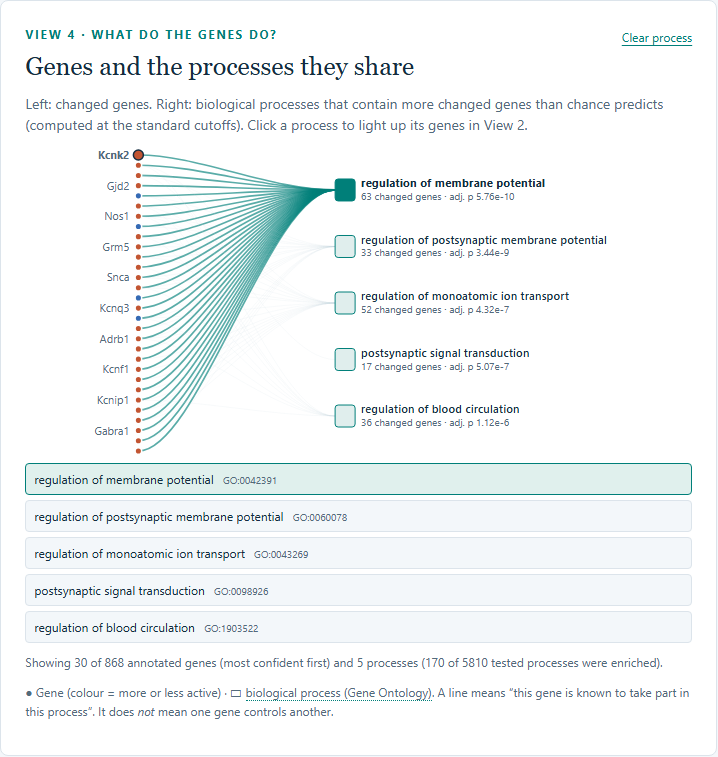 VIEW 4 · WHAT DO THE GENES DO?
Clear process
Genes and the processes they share
Left: changed genes. Right: biological processes that contain more changed genes than chance predicts
(computed at the standard cutoffs). Click a process to light up its genes in View 2.
Kcnk2
Gjd2
Nos1
Grm5
Snca
Kcnq3
Adrb1
Kcnf1
Kcnip1
Gabra1
regulation of membrane potential
63 changed genes · adj. p 5.76e-10
regulation of postsynaptic membrane potential
33 changed genes · adj. p 3.44e-9
regulation of monoatomic ion transport
52 changed genes · adj. p 4.32e-7
postsynaptic signal transduction
17 changed genes · adj. p 5.07e-7
regulation of blood circulation
36 changed genes · adj. p 1.12e-6
regulation of membrane potential GO:0042391
regulation of postsynaptic membrane potential GO:0060078
regulation of monoatomic ion transport GO:0043269
postsynaptic signal transduction GO:0098926
regulation of blood circulation GO:1903522
Showing 30 of 868 annotated genes (most confident first) and 5 processes (170 of 5810 tested processes were enriched).
● Gene (colour = more or less active) · ▭ biological process (Gene Ontology). A line means “this gene is known to take part in
this process”. It does not mean one gene controls another.